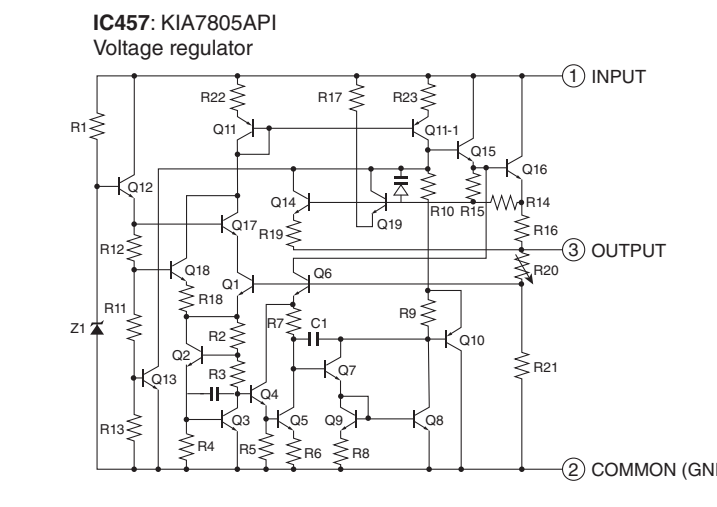 IC457: KIA7805API
Voltage regulator
1 INPUT
R22 R17 R23
R1 Q11 Q11-1
Q15
Q12 Q16
Q14 R10 R15 R14
Q17 R19 Q19 R16
R12 3 OUTPUT
Q18 Q1 Q6 R20
R18
R11 R7 C1 R9
Z1 R2 Q10
Q2
R3 Q7 R21
Q13 Q4
R13 Q3 Q5 Q9 Q8
R4 R5 R6 R8
2 COMMON (GN